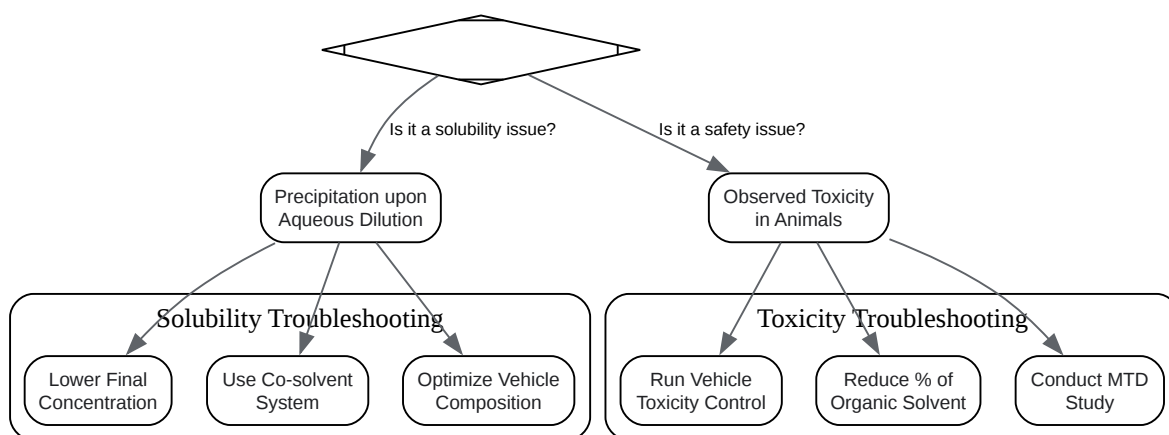 Is it a solubility issue?
Is it a safety issue?
Precipitation upon
Aqueous Dilution
Observed Toxicity
in Animals
Solubility Troubleshooting
Toxicity Troubleshooting
Lower Final
Concentration
Use Co-solvent
System
Optimize Vehicle
Composition
Run Vehicle
Toxicity Control
Reduce % of
Organic Solvent
Conduct MTD
Study